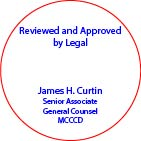 Reviewed and Approved
by Legal
James H. Curtin
Senior Associate
General Counsel
MCCCD